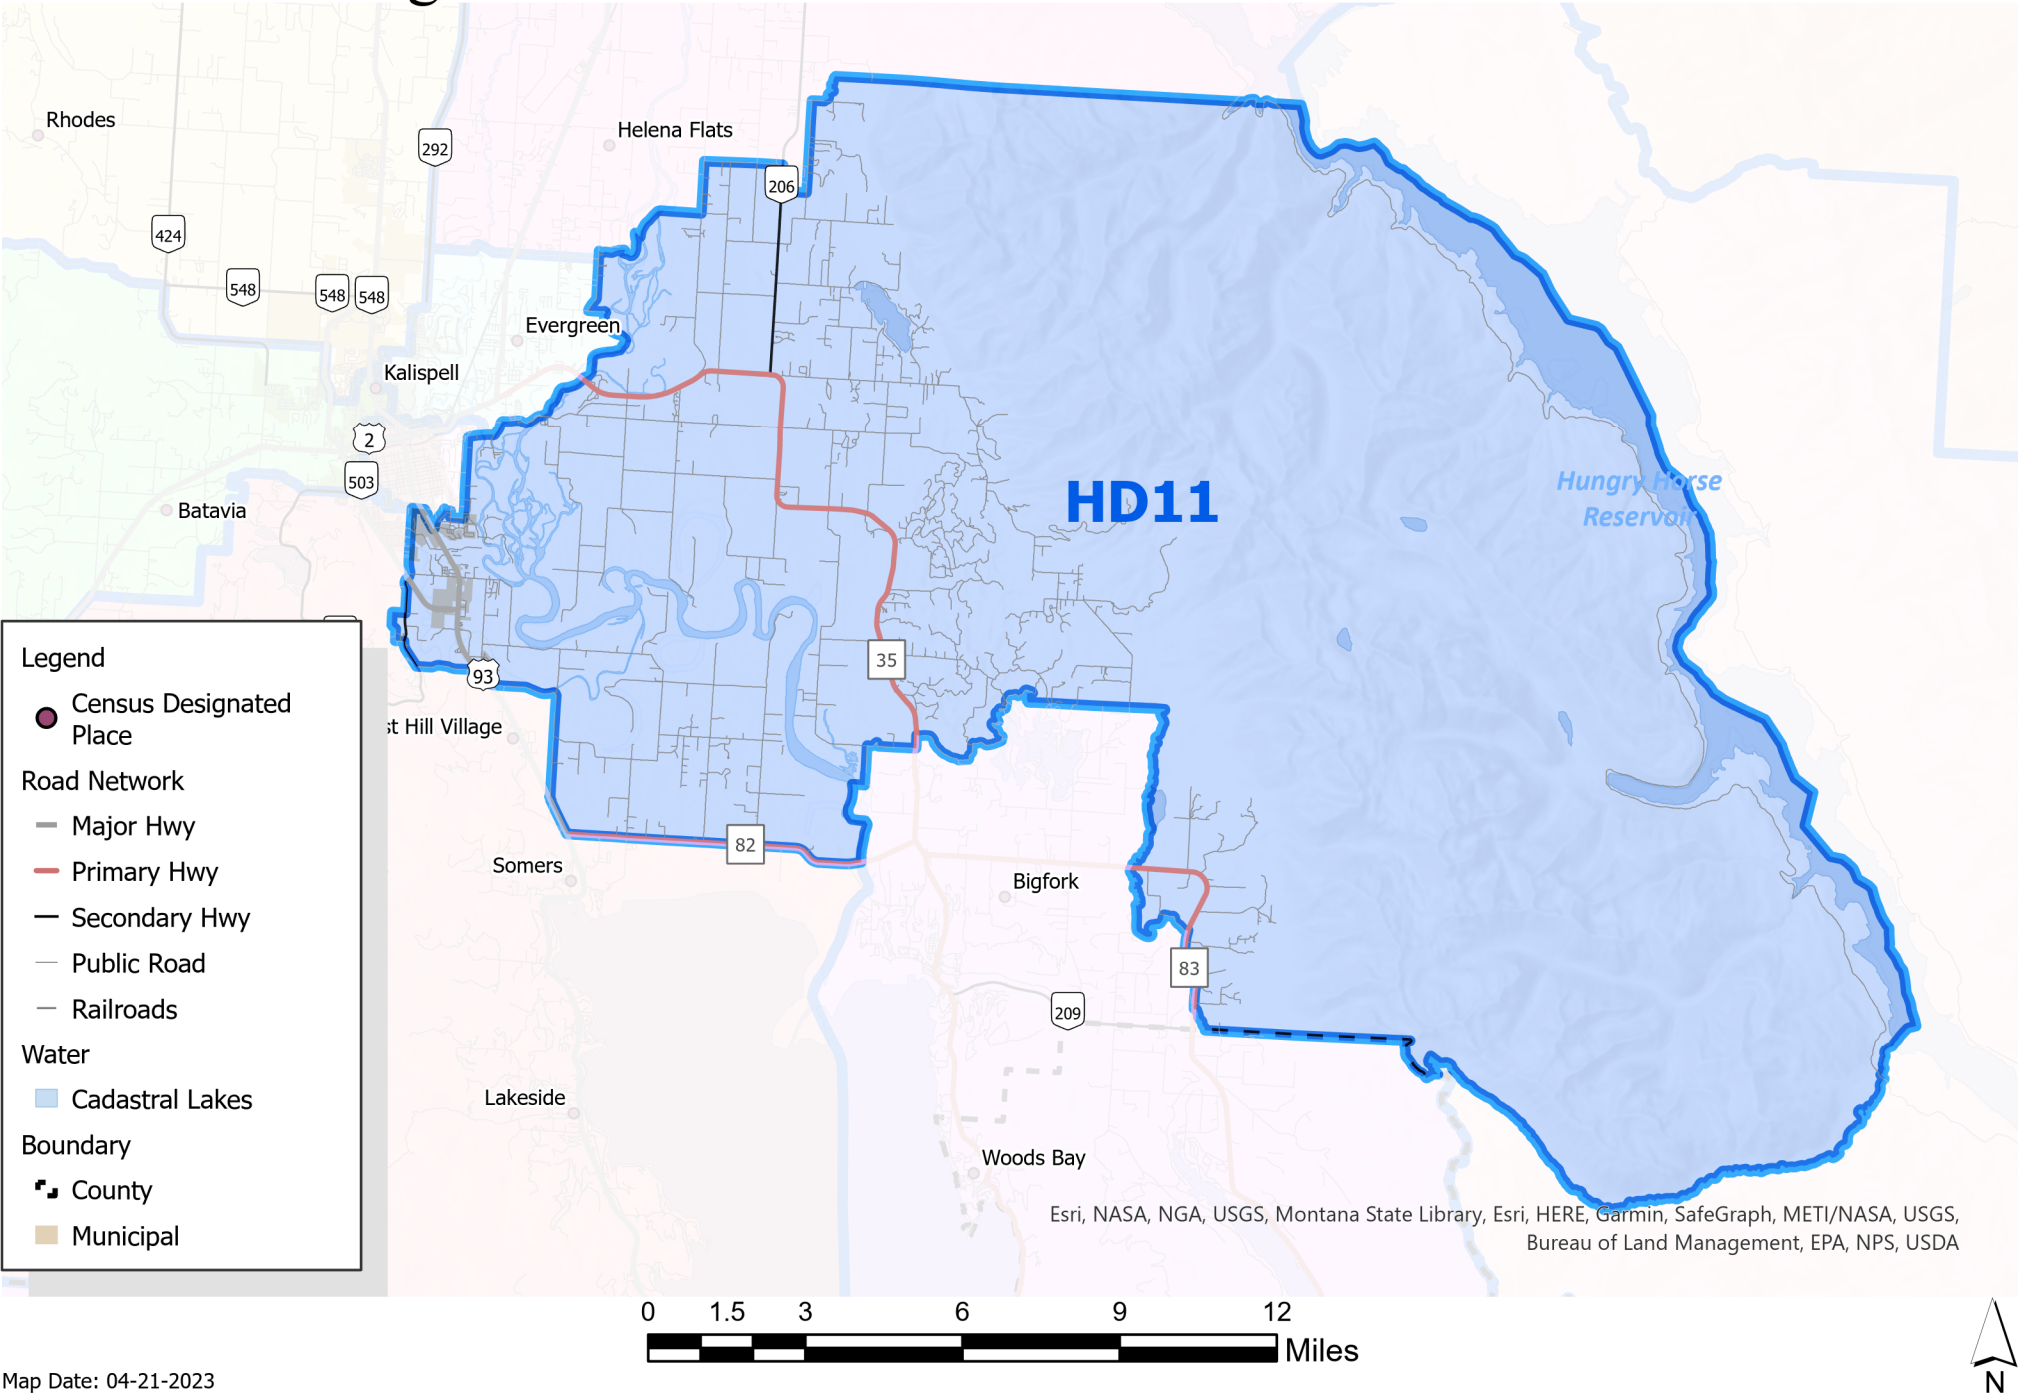 Rhodes
Helena Flats
292
206
424
548
548
548
Evergreen
Kalispell
2
503
Batavia
HD11
Hungry Horse
Reservoir
35
93
st Hill Village
82
Somers
Bigfork
83
209
Lakeside
Woods Bay
Legend
Census Designated
Place
Road Network
Major Hwy
Primary Hwy
Secondary Hwy
Public Road
Railroads
Water
Cadastral Lakes
Boundary
County
Municipal
Esri, NASA, NGA, USGS, Montana State Library, Esri, HERE, Garmin, SafeGraph, METI/NASA, USGS,
Bureau of Land Management, EPA, NPS, USDA
0 1.5 3 6 9 12
Miles
N
Map Date: 04-21-2023